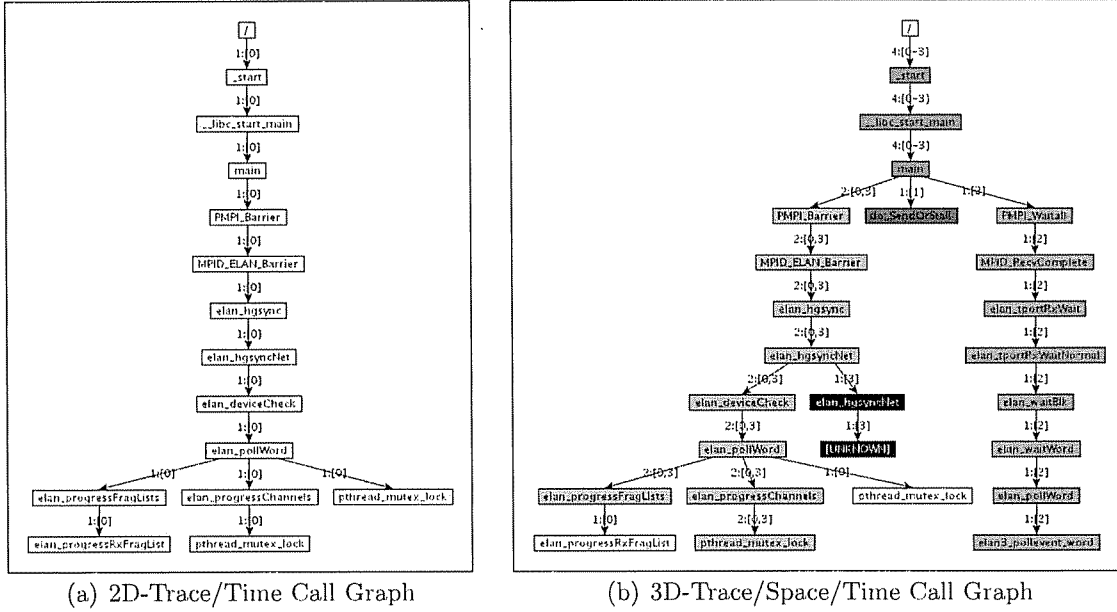 /
1:[0]
_start
1:[0]
__libc_start_main
1:[0]
main
1:[0]
PMPI_Barrier
1:[0]
MPID_ELAN_Barrier
1:[0]
elan_hgsync
1:[0]
elan_hgsyncNet
1:[0]
elan_deviceCheck
1:[0]
elan_pollWord
1:[0] 1:[0] 1:[0]
elan_progressFragLists elan_progressChannels pthread_mutex_lock
1:[0] 1:[0]
elan_progressRxFragList pthread_mutex_lock
(a) 2D-Trace/Time Call Graph
/
4:[0-3]
_start
4:[0-3]
__libc_start_main
4:[0-3]
main
2:[0,3] 1:[1] 1:[2]
PMPI_Barrier do_SendOrStall PMPI_Waitall
2:[0,3] 1:[2]
MPID_ELAN_Barrier MPID_RecvComplete
2:[0,3] 1:[2]
elan_hgsync elan_tportRxWait
2:[0,3] 1:[2]
elan_hgsyncNet elan_tportRxWaitNormal
2:[0,3] 1:[3] 1:[2]
elan_deviceCheck elan_hgsyncNet elan_waitBlk
2:[0,3] 1:[3] 1:[2]
elan_pollWord [UNKNOWN] elan_waitWord
2:[0,3] 2:[0,3] 1:[0] 1:[2]
elan_progressFragLists elan_progressChannels pthread_mutex_lock elan_pollWord
1:[0] 2:[0,3] 1:[2]
elan_progressRxFragList pthread_mutex_lock elan3_pollevent_word
(b) 3D-Trace/Space/Time Call Graph